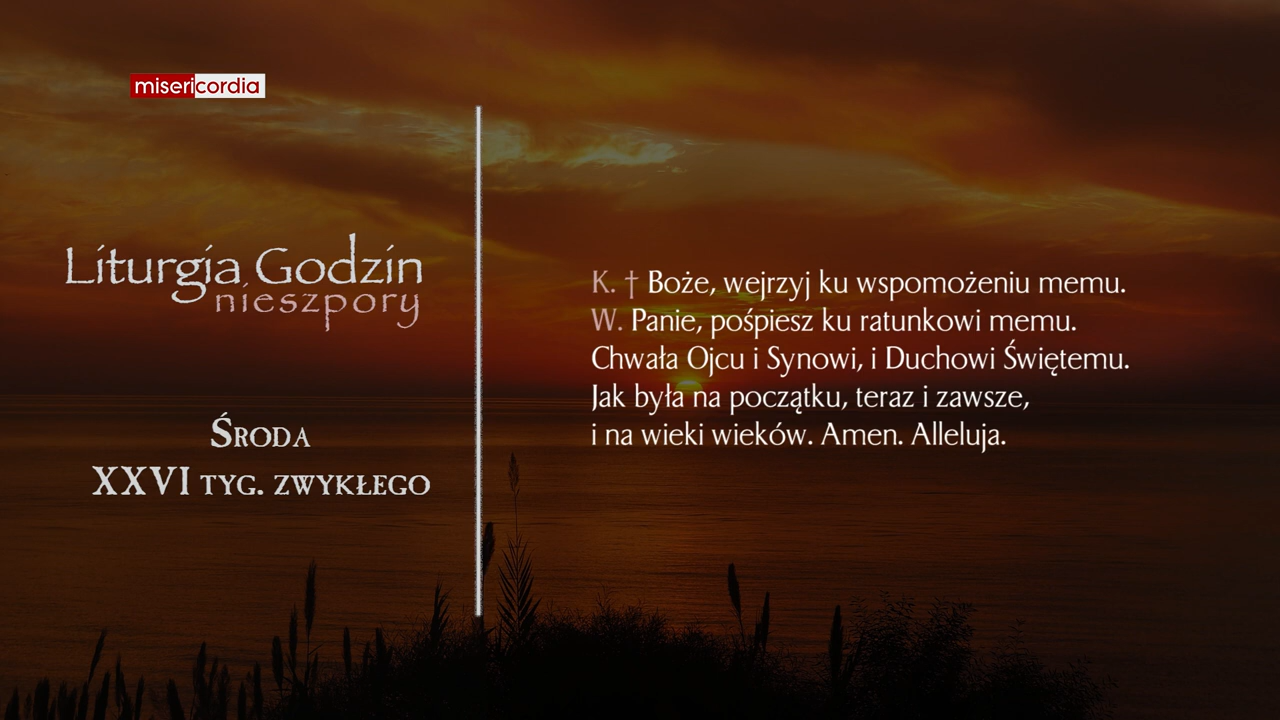 misericordia
Liturgia Godzin
nieszpory
Środa
XXVI tyg. zwykłego
K. † Boże, wejrzyj ku wspomożeniu memu.
W. Panie, pośpiesz ku ratunkowi memu.
Chwała Ojcu i Synowi, i Duchowi Świętemu.
Jak była na początku, teraz i zawsze,
i na wieki wieków. Amen. Alleluja.